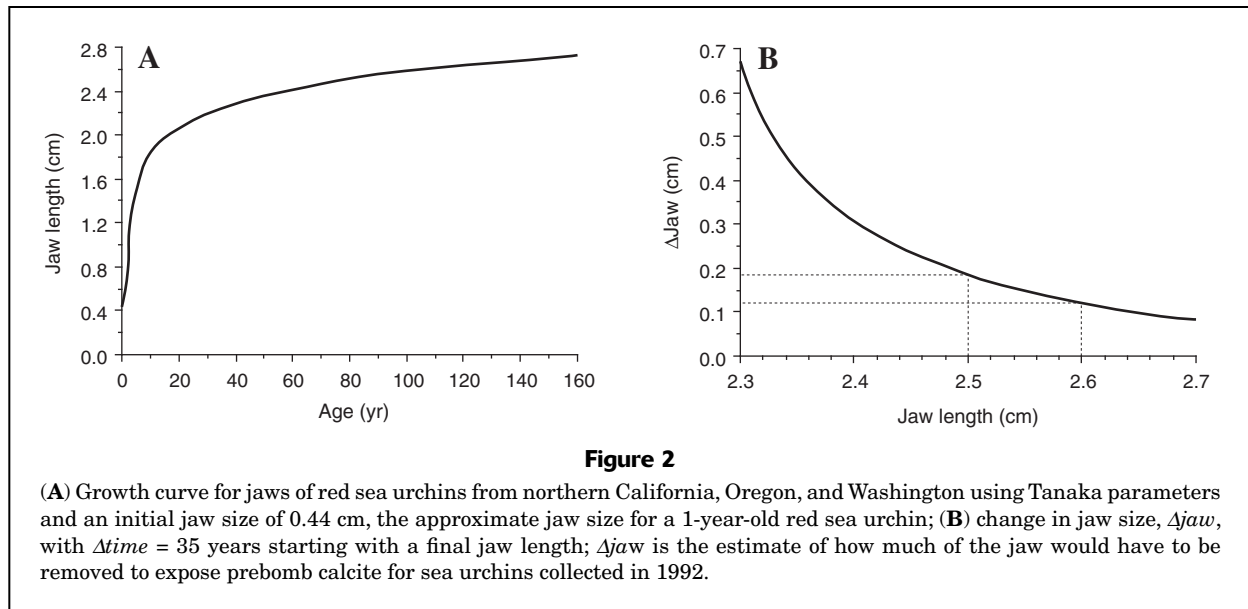 A
2.8
2.4
2.0
1.6
1.2
0.8
0.4
0.0
Jaw length (cm)
0 20 40 60 80 100 120 140 160
Age (yr)
B
0.7
0.6
0.5
0.4
0.3
0.2
0.1
0.0
ΔJaw (cm)
2.3 2.4 2.5 2.6 2.7
Jaw length (cm)
Figure 2
(A) Growth curve for jaws of red sea urchins from northern California, Oregon, and Washington using Tanaka parameters
and an initial jaw size of 0.44 cm, the approximate jaw size for a 1-year-old red sea urchin; (B) change in jaw size, Δjaw,
with Δtime = 35 years starting with a final jaw length; Δjaw is the estimate of how much of the jaw would have to be
removed to expose prebomb calcite for sea urchins collected in 1992.